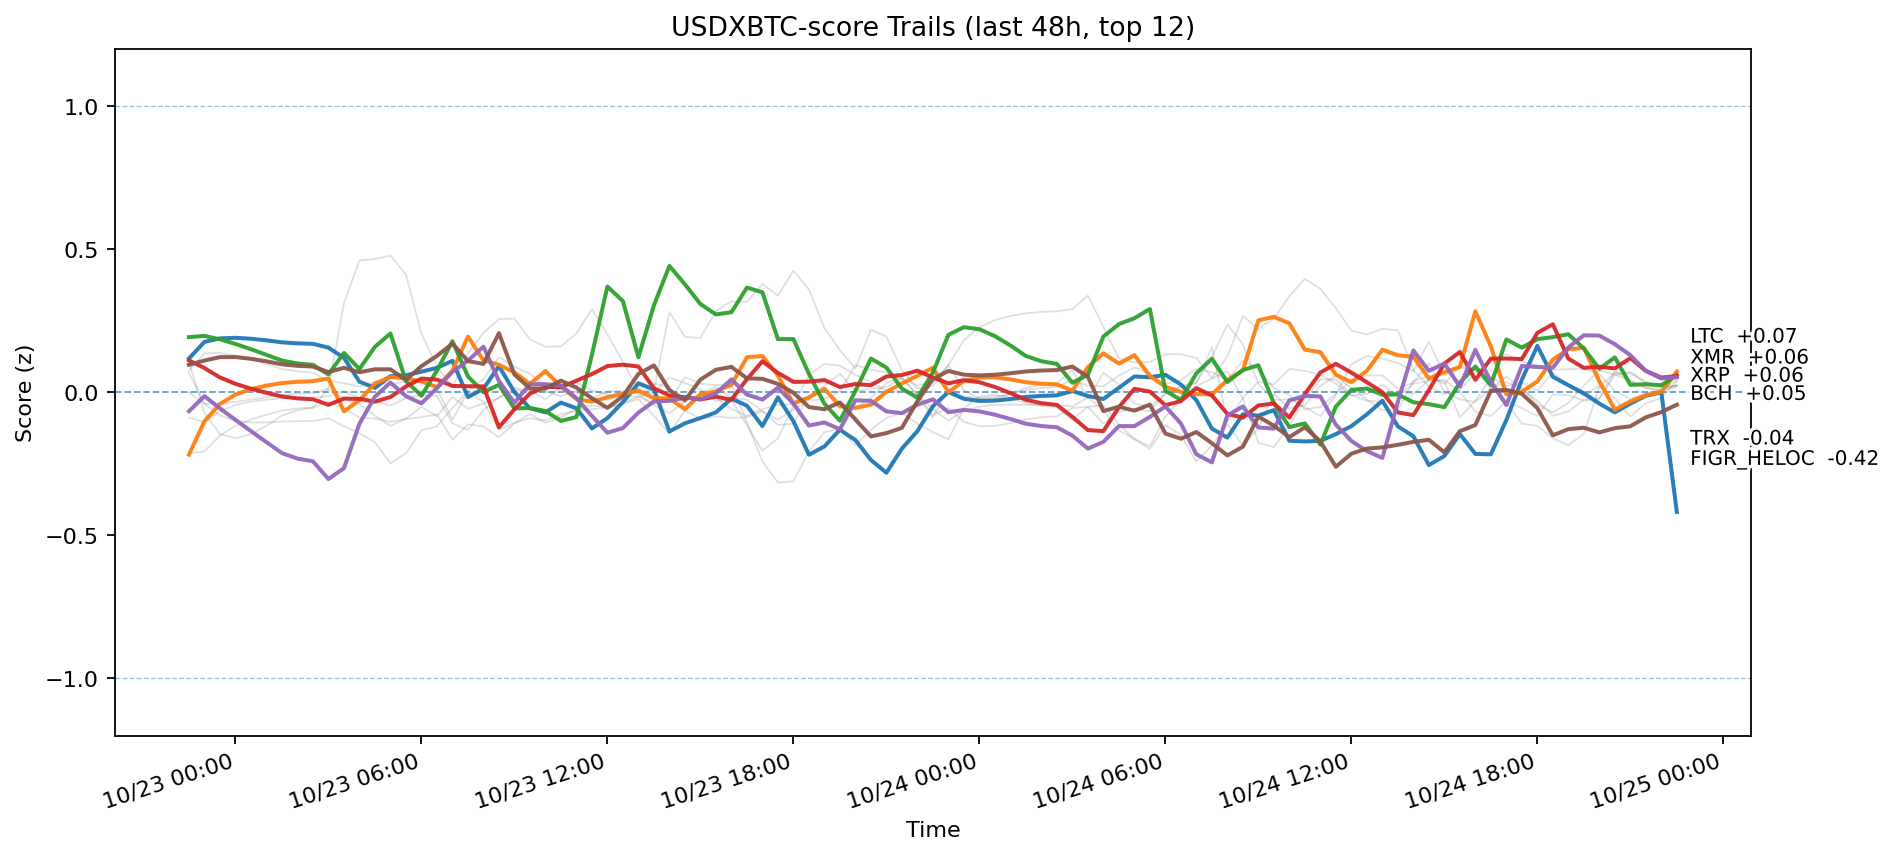 USDXBTC-score Trails (last 48h, top 12)
Score (z)
1.0
0.5
0.0
−0.5
−1.0
LTC +0.07
XMR +0.06
XRP +0.06
BCH +0.05
TRX -0.04
FIGR_HELOC -0.42
10/23 00:00
10/23 06:00
10/23 12:00
10/23 18:00
10/24 00:00
10/24 06:00
10/24 12:00
10/24 18:00
10/25 00:00
Time